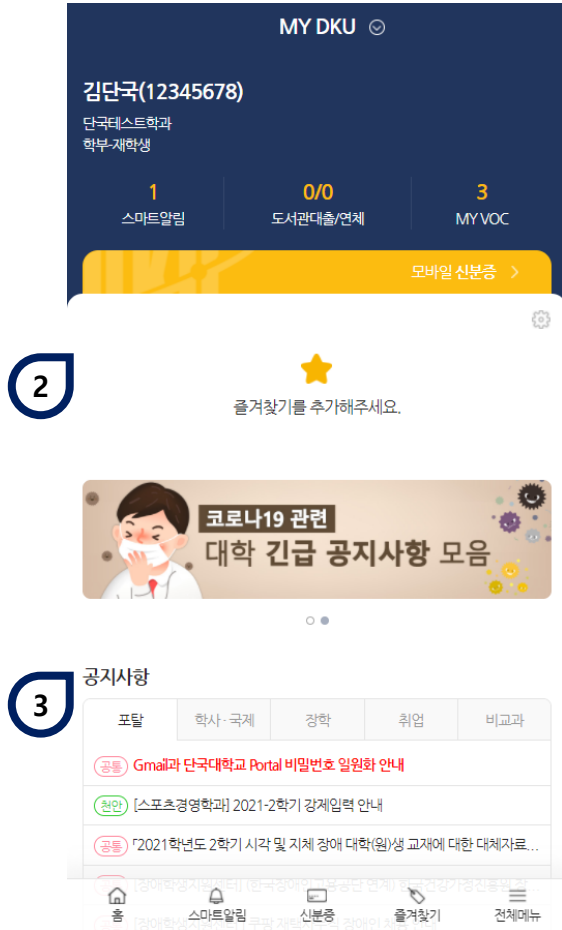 MY DKU
김단국(12345678)
단국테스트학과
학부-재학생
1
0/0
3
스마트알림
도서관대출/연체
MY VOC
모바일 신분증
2
즐겨찾기를 추가해주세요.
코로나19 관련
대학 긴급 공지사항 모음
3
공지사항
포탈
학사·국제
장학
취업
비교과
공통 Gmail과 단국대학교 Portal 비밀번호 일원화 안내
천안 [스포츠경영학과] 2021-2학기 강제입력 안내
공통 「2021학년도 2학기 시각 및 지체 장애 대학(원)생 교재에 대한 대체자료...
홈
스마트알림
신분증
즐겨찾기
전체메뉴